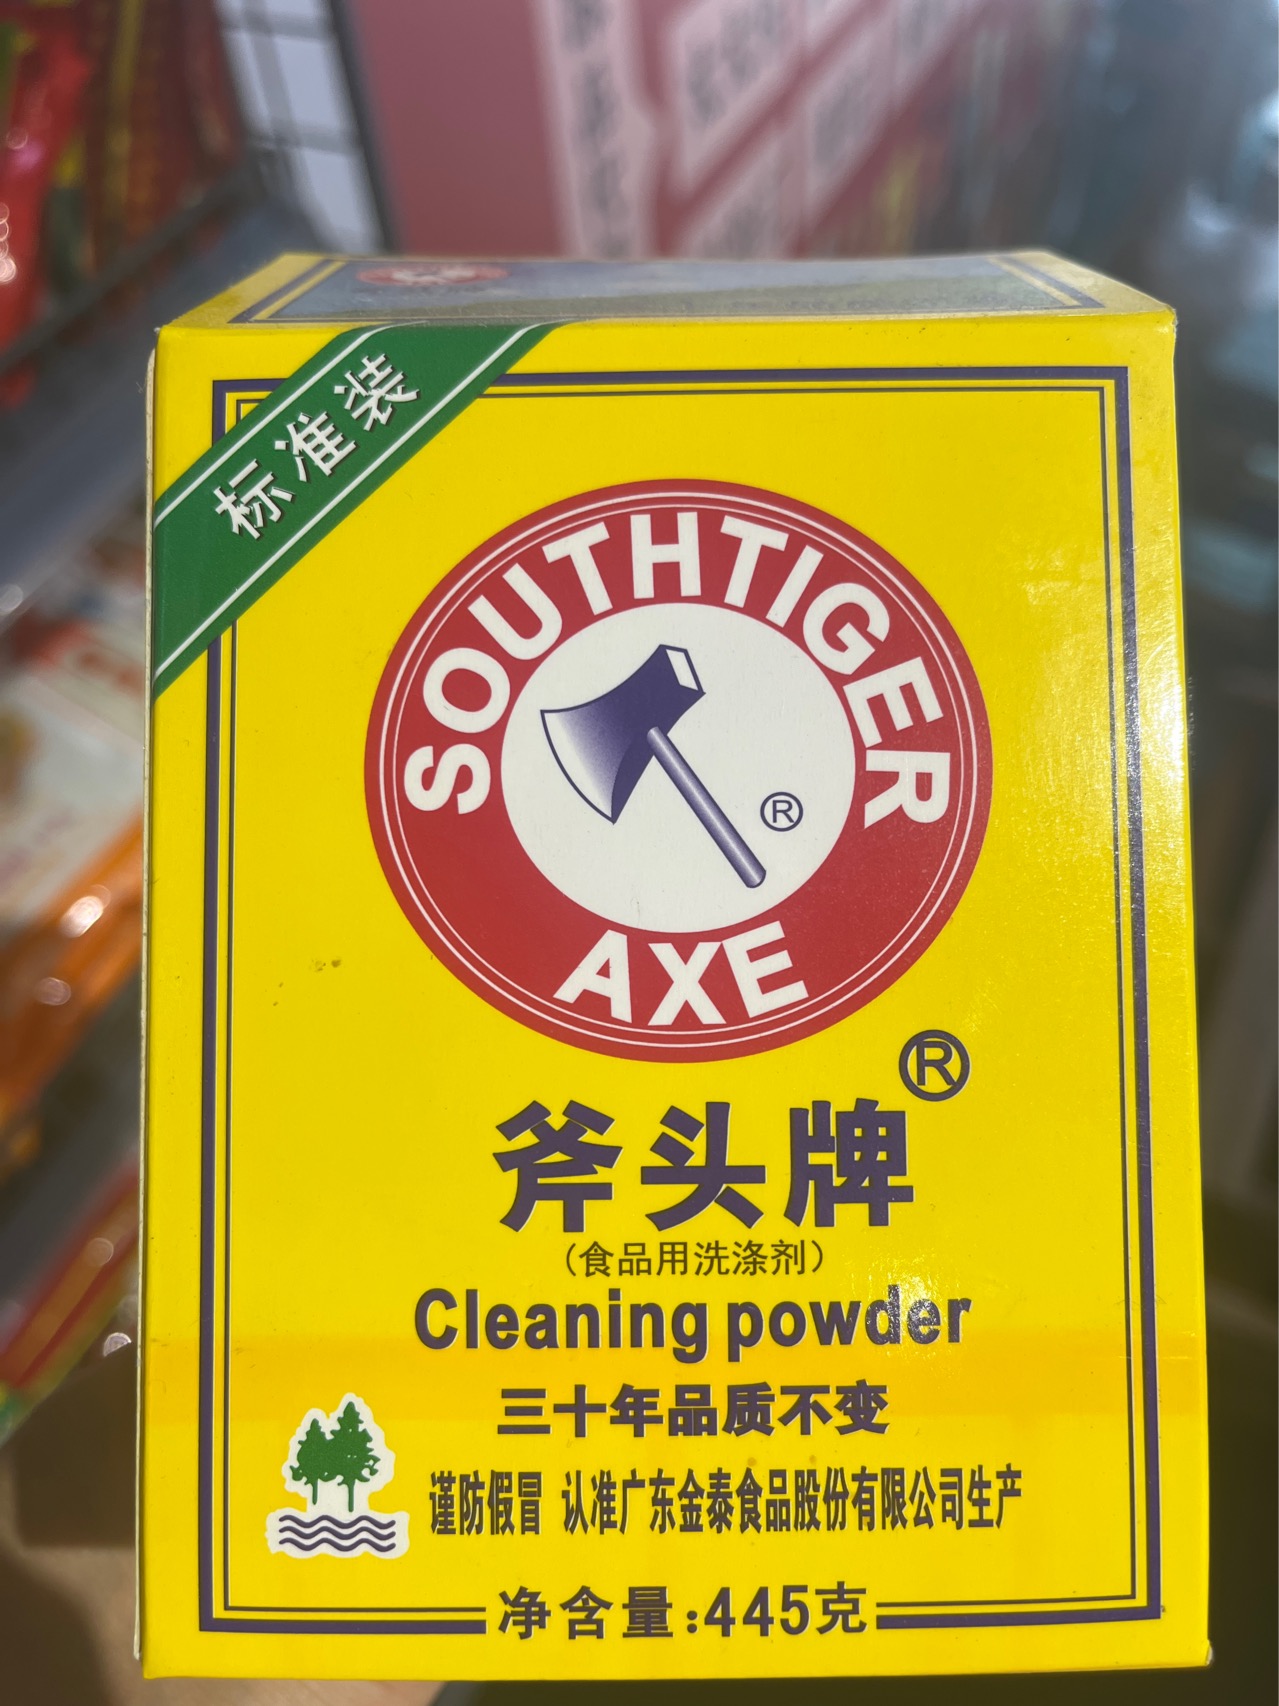 标准装
SOUTHTIGER
®
AXE
斧头牌®
（食品用洗涤剂）
Cleaning powder
三十年品质不变
谨防假冒 认准广东金泰食品股份有限公司生产
净含量:445克